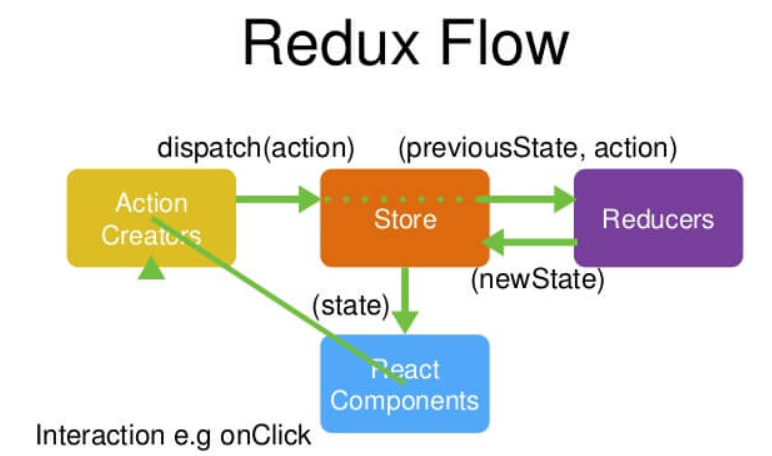 Redux Flow
dispatch(action)
(previousState, action)
Action
Creators
Store
Reducers
(newState)
(state)
React
Components
Interaction e.g onClick